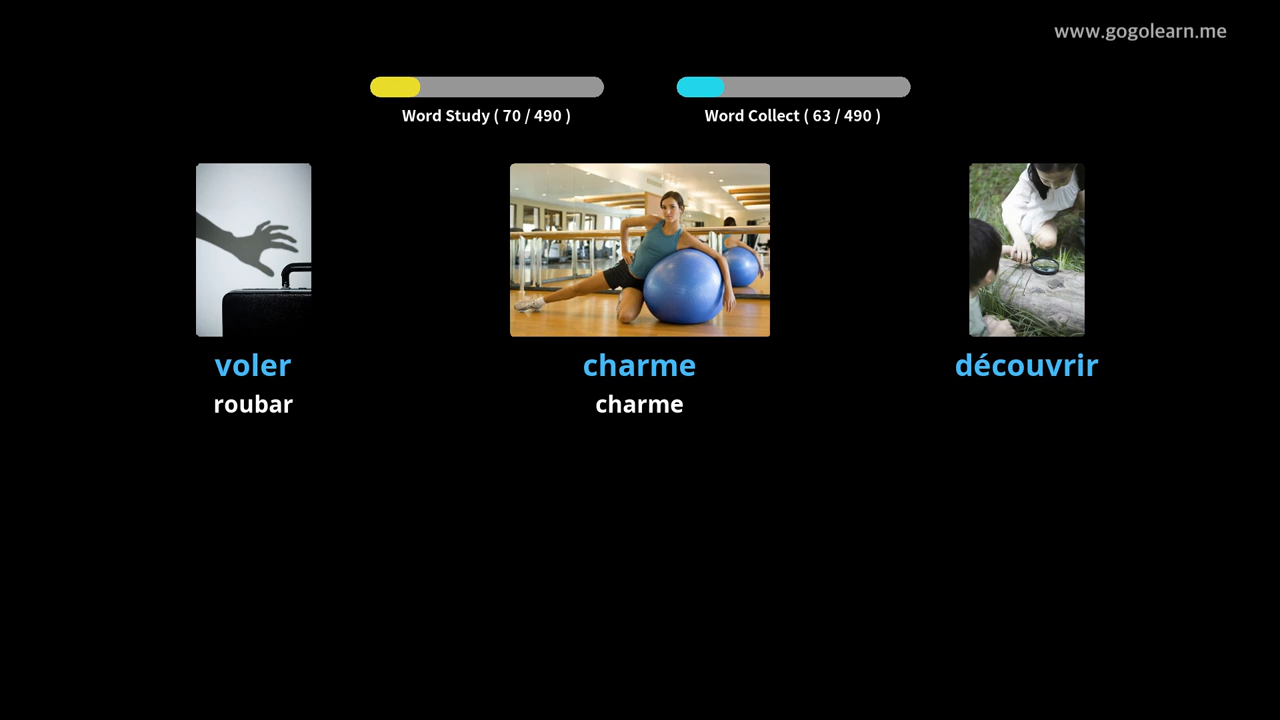 www.gogolearn.me
Word Study ( 70 / 490 )
Word Collect ( 63 / 490 )
voler
roubar
charme
charme
découvrir